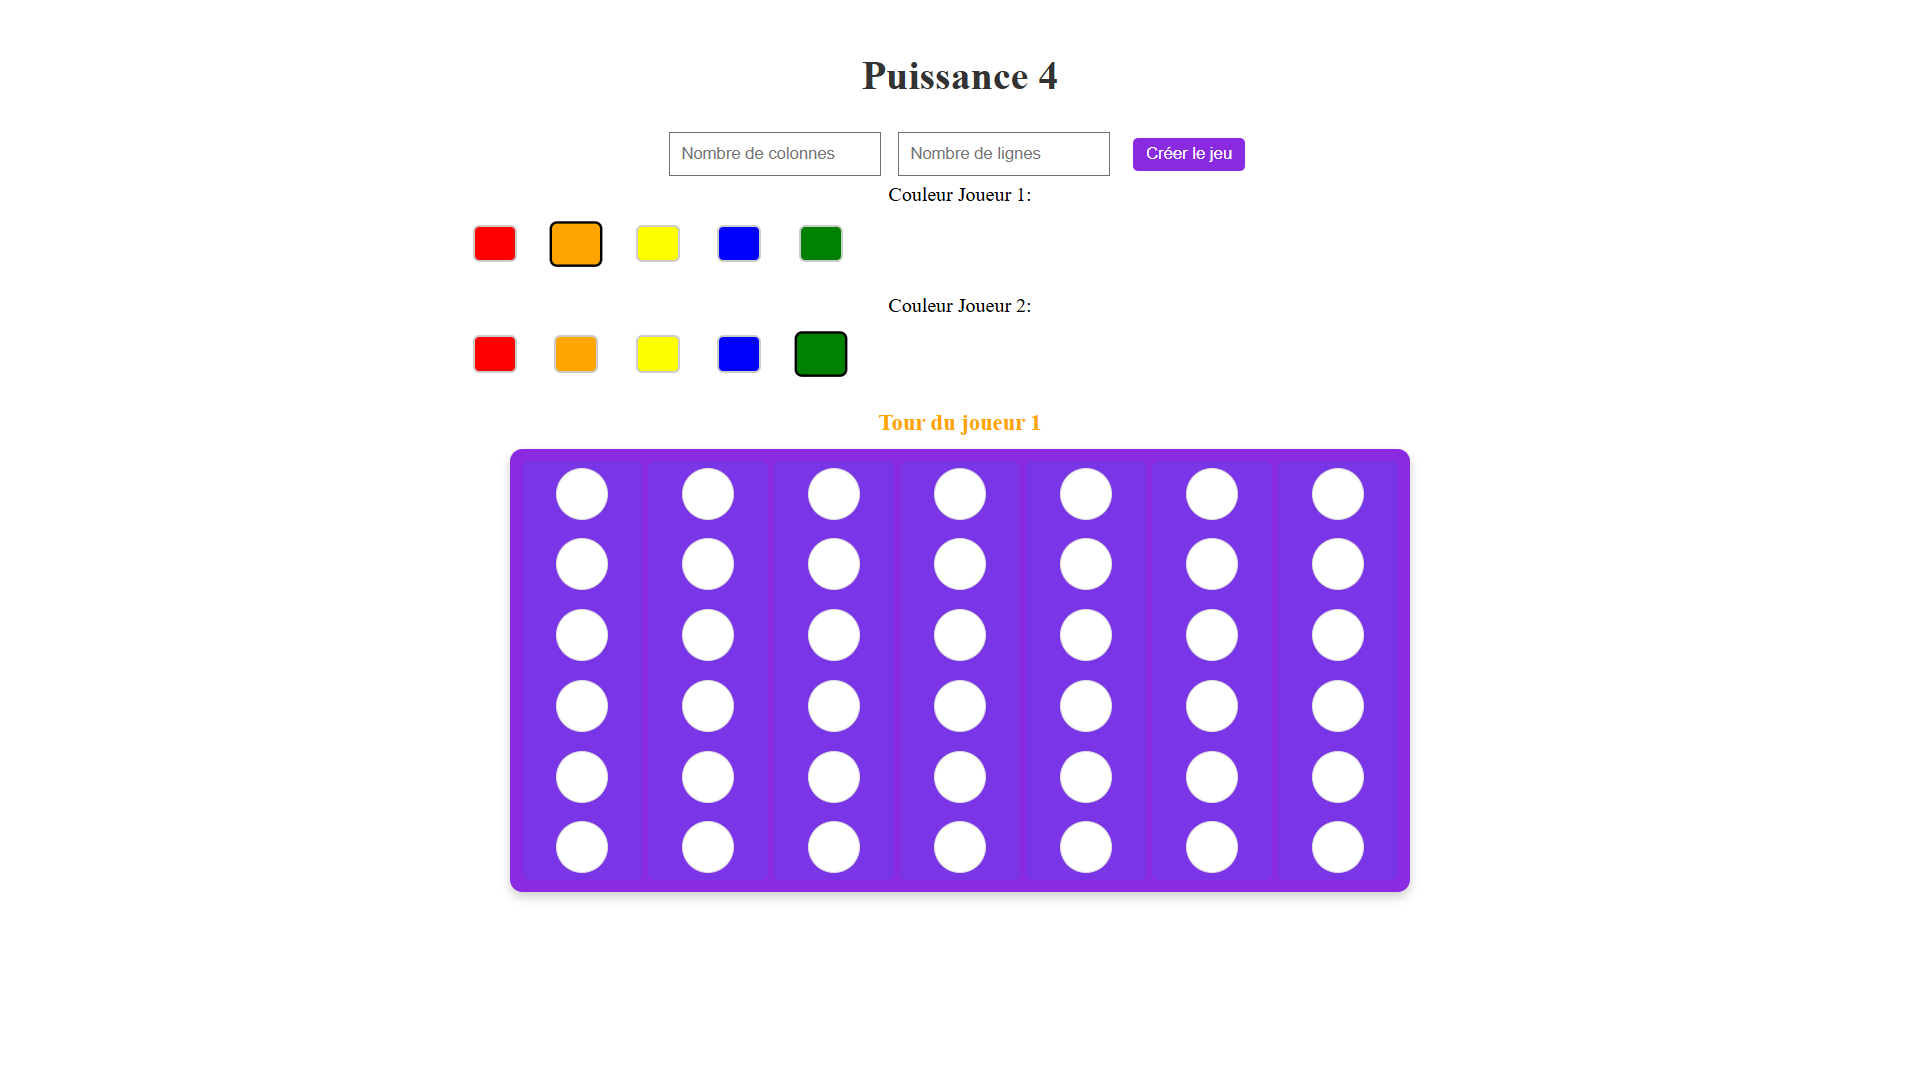 Puissance 4
Nombre de colonnes
Nombre de lignes
Créer le jeu
Couleur Joueur 1:
Couleur Joueur 2:
Tour du joueur 1